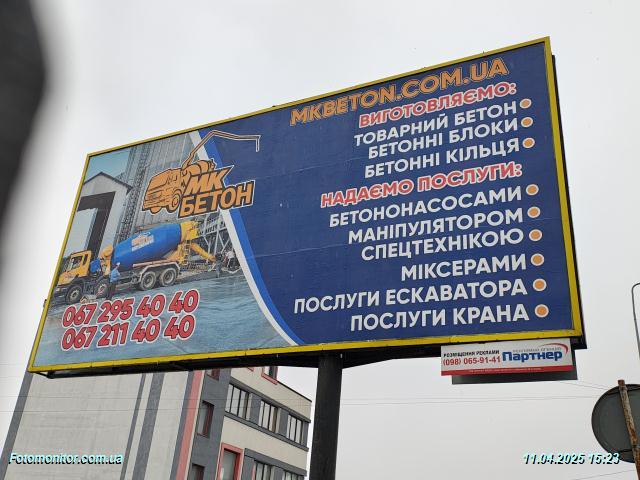 MKBETON.COM.UA
ВИГОТОВЛЯЄМО:
ТОВАРНИЙ БЕТОН
БЕТОННІ БЛОКИ
БЕТОННІ КІЛЬЦЯ
НАДАЄМО ПОСЛУГИ:
БЕТОНОНАСОСАМИ
МАНІПУЛЯТОРОМ
СПЕЦТЕХНІКОЮ
МІКСЕРАМИ
ПОСЛУГИ ЕСКАВАТОРА
ПОСЛУГИ КРАНА
МК
БЕТОН
067 295 40 40
067 211 40 40
РОЗМІЩЕННЯ РЕКЛАМИ
(098) 065-91-41
Партнер
Fotomonitor.com.ua
11.04.2025 15:23